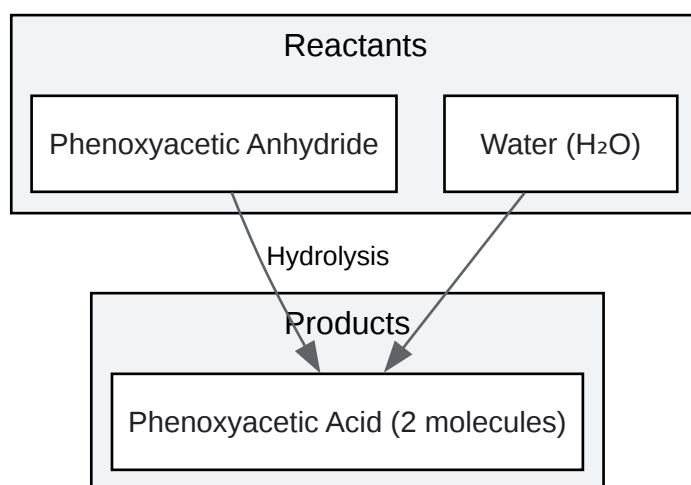 Reactants
Phenoxyacetic Anhydride
Water (H₂O)
Hydrolysis
Products
Phenoxyacetic Acid (2 molecules)